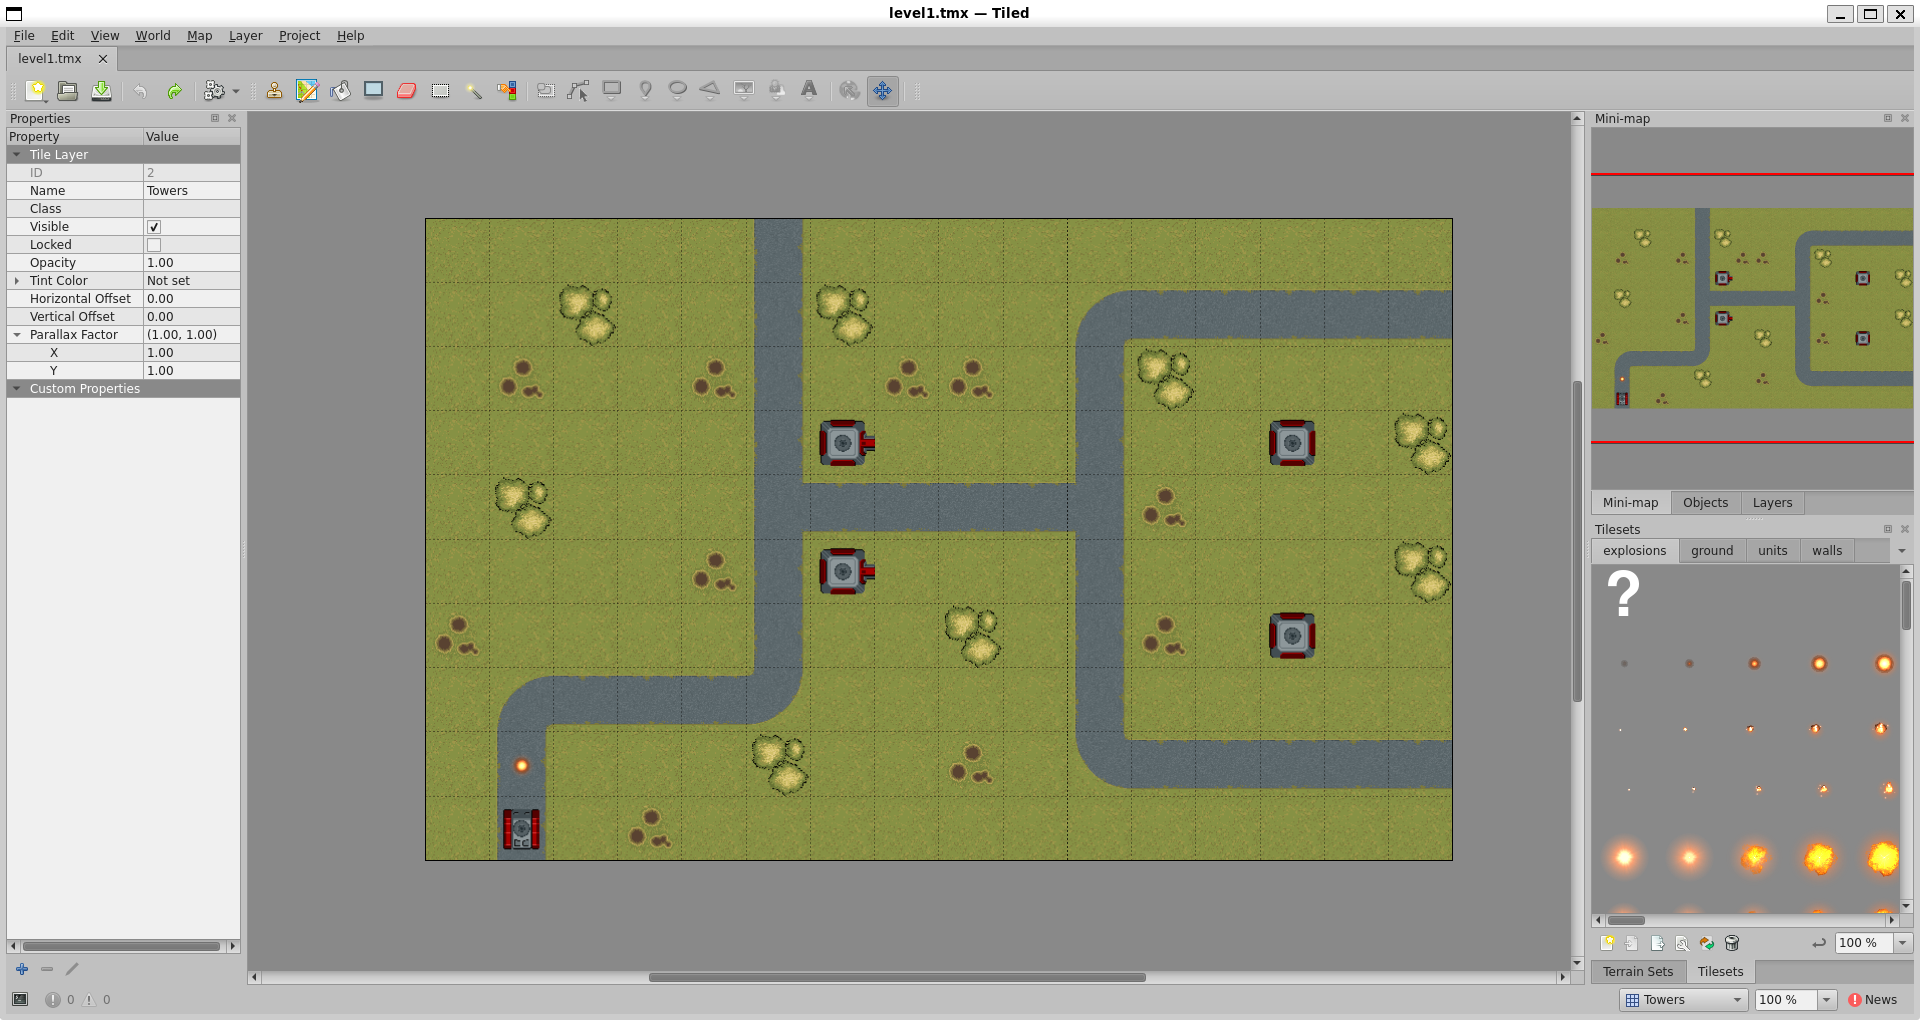 level1.tmx — Tiled
File Edit View World Map Layer Project Help
level1.tmx
Properties
Property Value
Tile Layer
ID 2
Name Towers
Class
Visible
Locked
Opacity 1.00
Tint Color Not set
Horizontal Offset 0.00
Vertical Offset 0.00
Parallax Factor (1.00, 1.00)
X 1.00
Y 1.00
Custom Properties
0 0
Mini-map
Mini-map Objects Layers
Tilesets
explosions ground units walls
?
100 %
Terrain Sets Tilesets
Towers 100 % News